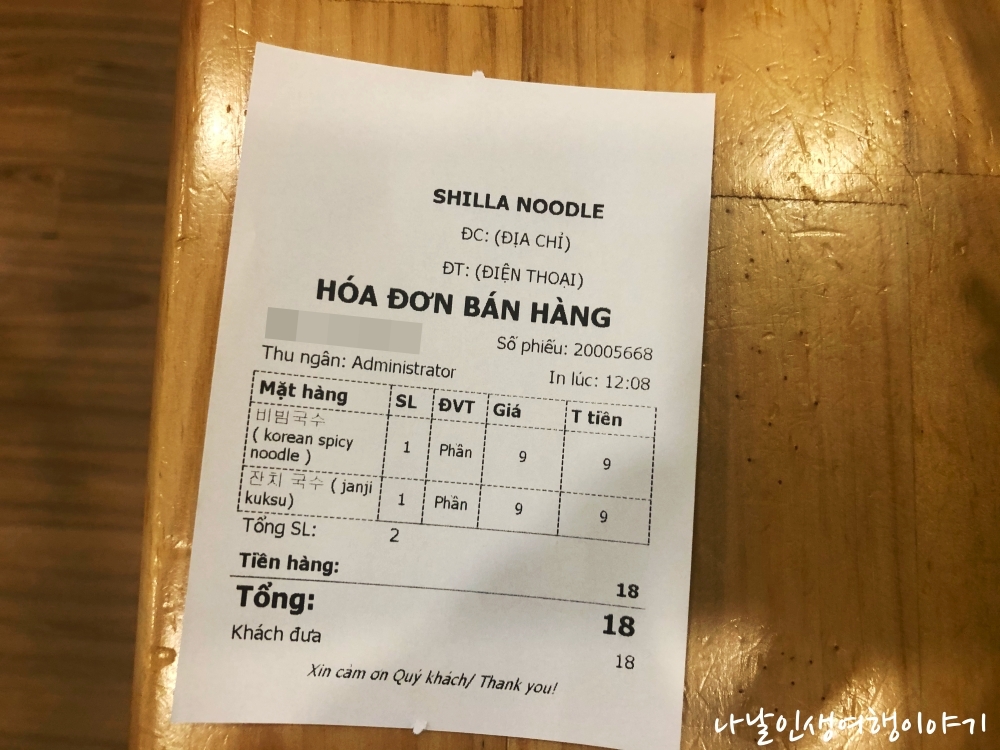 SHILLA NOODLE
ĐC: (ĐỊA CHỈ)
ĐT: (ĐIỆN THOẠI)
HÓA ĐƠN BÁN HÀNG
Số phiếu: 20005668
Thu ngân: Administrator
In lúc: 12:08
Mặt hàng SL ĐVT Giá T tiền
비빔국수
( korean spicy
noodle ) 1 Phần 9 9
잔치 국수 ( janji
kuksu) 1 Phần 9 9
Tổng SL: 2
Tiền hàng: 18
Tổng: 18
Khách đưa 18
Xin cảm ơn Quý khách/ Thank you!
나날인생여행이야기